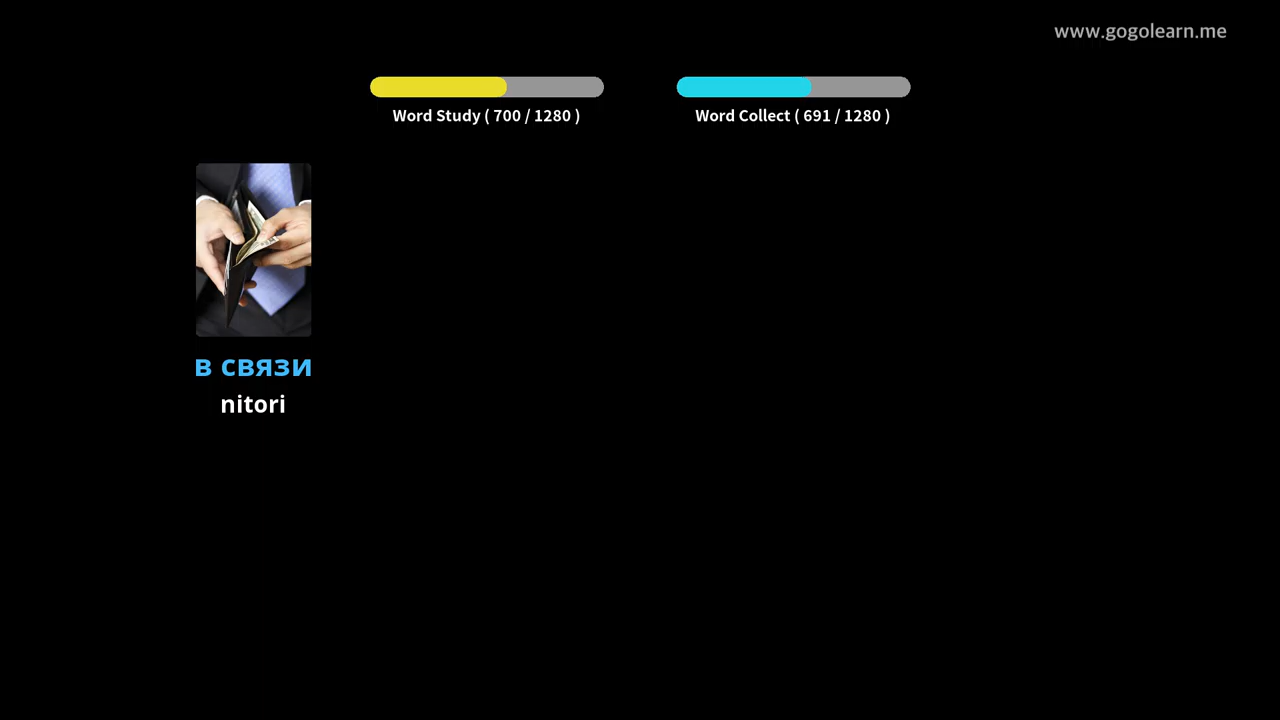 www.gogolearn.me
Word Study ( 700 / 1280 )
Word Collect ( 691 / 1280 )
в связи
nitori